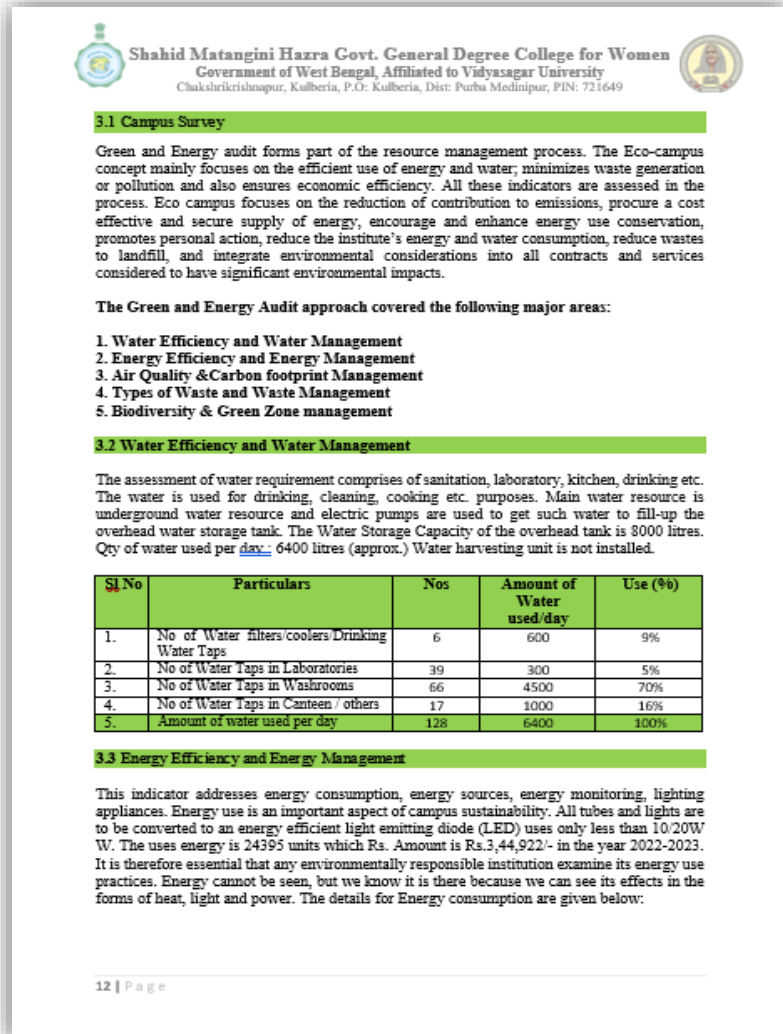 Shahid Matangini Hazra Govt. General Degree College for Women
Government of West Bengal, Affiliated to Vidyasagar University
Chakshrikrishnapur, Kulberia, P.O: Kulberia, Dist: Purba Medinipur, PIN: 721649
3.1 Campus Survey
Green and Energy audit forms part of the resource management process. The Eco-campus
concept mainly focuses on the efficient use of energy and water; minimizes waste generation
or pollution and also ensures economic efficiency. All these indicators are assessed in the
process. Eco campus focuses on the reduction of contribution to emissions, procure a cost
effective and secure supply of energy, encourage and enhance energy use conservation,
promotes personal action, reduce the institute's energy and water consumption, reduce wastes
to landfill, and integrate environmental considerations into all contracts and services
considered to have significant environmental impacts.
The Green and Energy Audit approach covered the following major areas:
1. Water Efficiency and Water Management
2. Energy Efficiency and Energy Management
3. Air Quality &Carbon footprint Management
4. Types of Waste and Waste Management
5. Biodiversity & Green Zone management
3.2 Water Efficiency and Water Management
The assessment of water requirement comprises of sanitation, laboratory, kitchen, drinking etc.
The water is used for drinking, cleaning, cooking etc. purposes. Main water resource is
underground water resource and electric pumps are used to get such water to fill-up the
overhead water storage tank. The Water Storage Capacity of the overhead tank is 8000 litres.
Qty of water used per day : 6400 litres (approx.) Water harvesting unit is not installed.
Sl No Particulars Nos Amount of Water used/day Use (%)
1. No of Water filters/coolers/Drinking Water Taps 6 600 9%
2. No of Water Taps in Laboratories 39 300 5%
3. No of Water Taps in Washrooms 66 4500 70%
4. No of Water Taps in Canteen / others 17 1000 16%
5. Amount of water used per day 128 6400 100%
3.3 Energy Efficiency and Energy Management
This indicator addresses energy consumption, energy sources, energy monitoring, lighting
appliances. Energy use is an important aspect of campus sustainability. All tubes and lights are
to be converted to an energy efficient light emitting diode (LED) uses only less than 10/20W
W. The uses energy is 24395 units which Rs. Amount is Rs.3,44,922/- in the year 2022-2023.
It is therefore essential that any environmentally responsible institution examine its energy use
practices. Energy cannot be seen, but we know it is there because we can see its effects in the
forms of heat, light and power. The details for Energy consumption are given below:
12 | Page